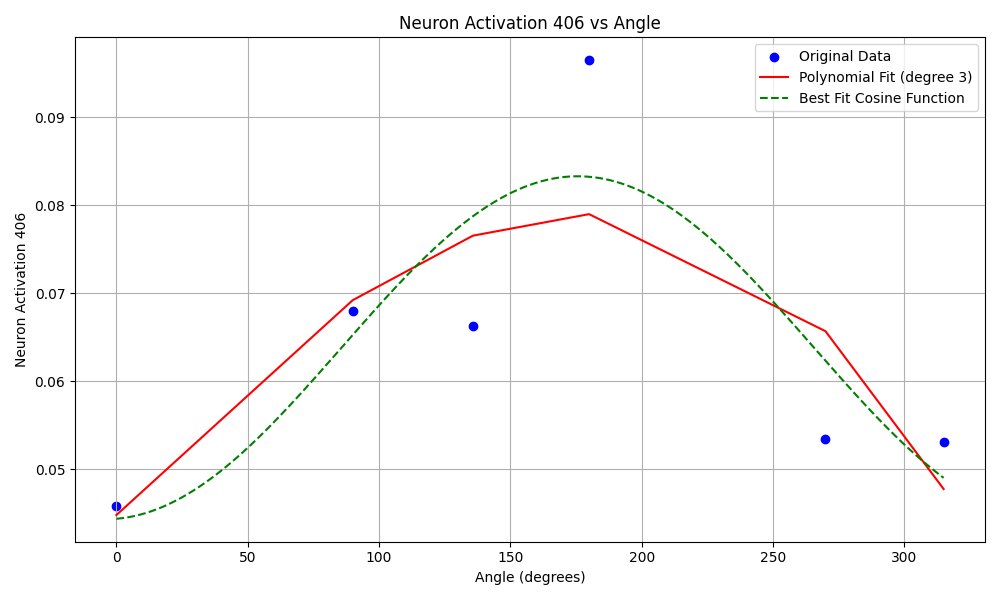 Neuron Activation 406 vs Angle
Original Data
Polynomial Fit (degree 3)
Best Fit Cosine Function
Neuron Activation 406
0.09
0.08
0.07
0.06
0.05
0 50 100 150 200 250 300
Angle (degrees)